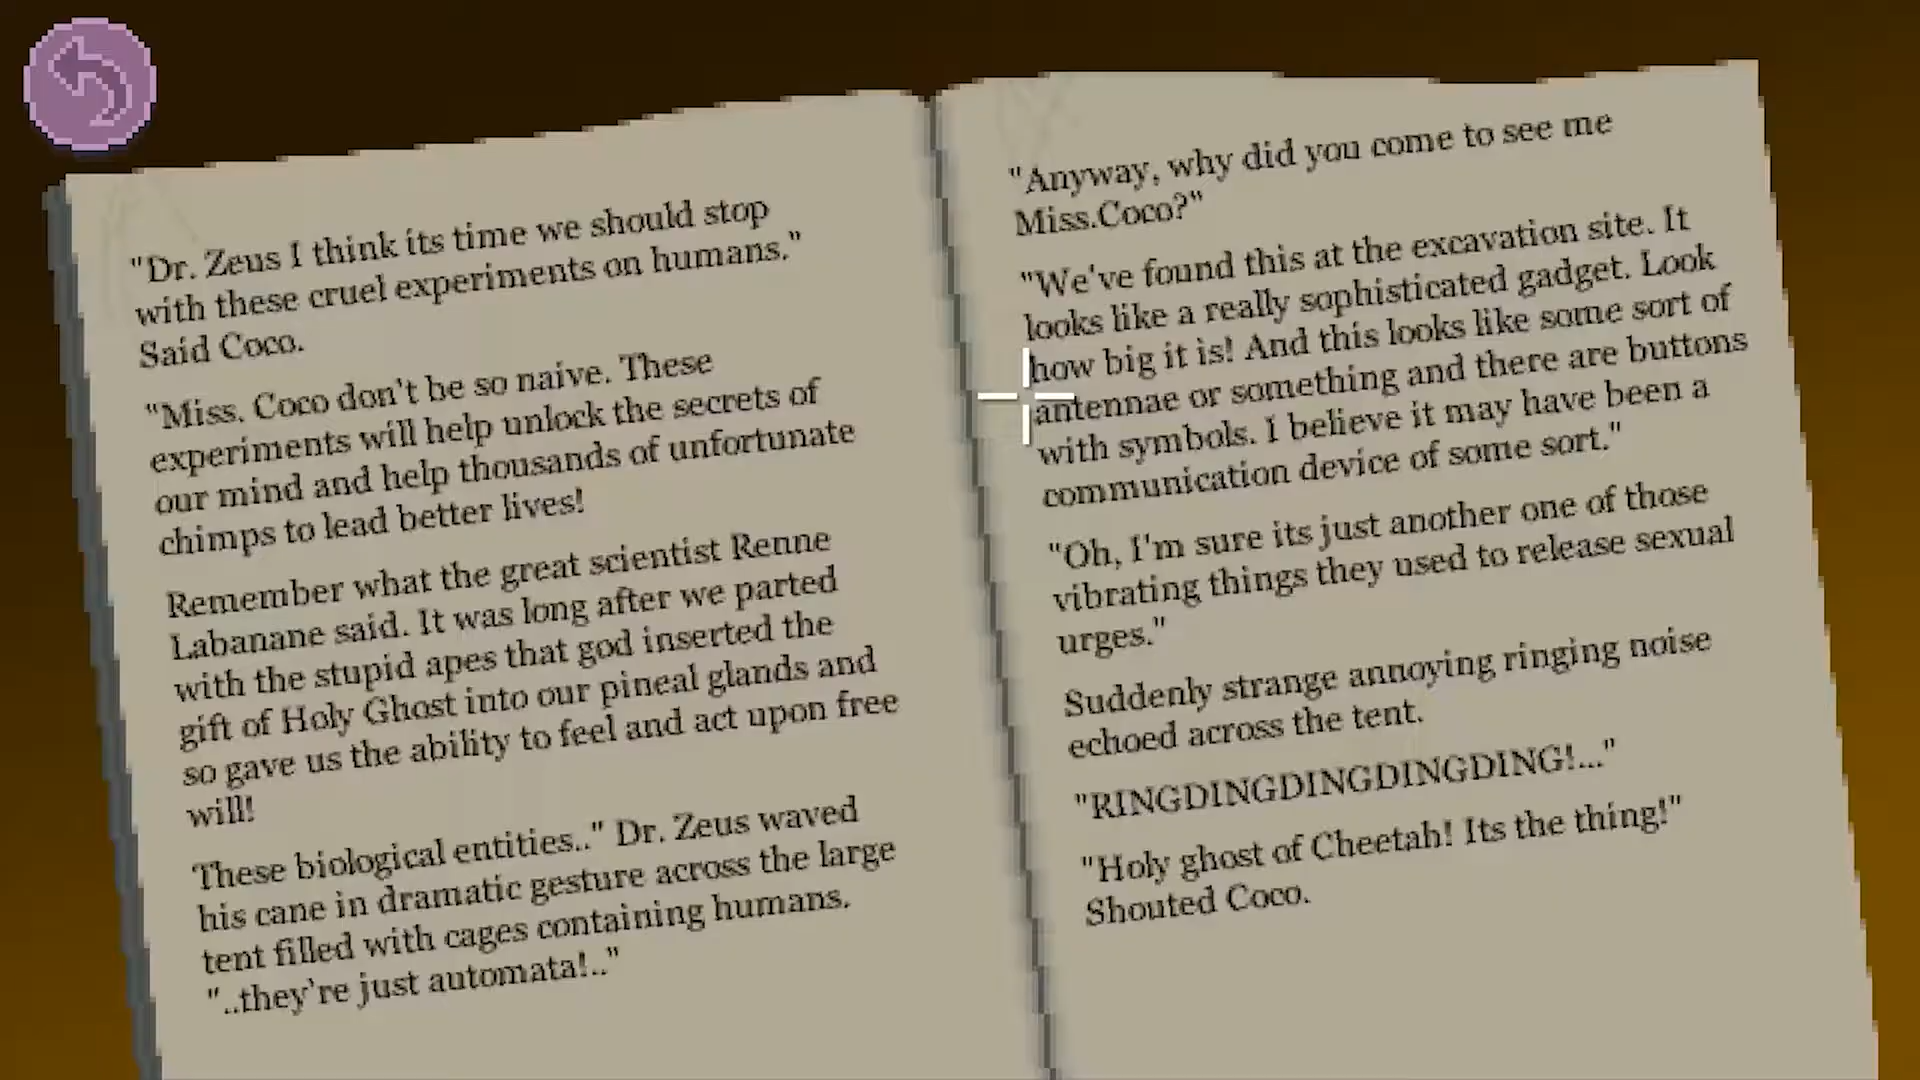 "Dr. Zeus I think its time we should stop
with these cruel experiments on humans."
Said Coco.
"Miss. Coco don't be so naive. These
experiments will help unlock the secrets of
our mind and help thousands of unfortunate
chimps to lead better lives!
Remember what the great scientist Renne
Labanane said. It was long after we parted
with the stupid apes that god inserted the
gift of Holy Ghost into our pineal glands and
so gave us the ability to feel and act upon free
will!
These biological entities.." Dr. Zeus waved
his cane in dramatic gesture across the large
tent filled with cages containing humans.
"..they're just automata!.."
"Anyway, why did you come to see me
Miss.Coco?"
"We've found this at the excavation site. It
looks like a really sophisticated gadget. Look
how big it is! And this looks like some sort of
antennae or something and there are buttons
with symbols. I believe it may have been a
communication device of some sort."
"Oh, I'm sure its just another one of those
vibrating things they used to release sexual
urges."
Suddenly strange annoying ringing noise
echoed across the tent.
"RINGDINGDINGDINGDING!..."
"Holy ghost of Cheetah! Its the thing!"
Shouted Coco.